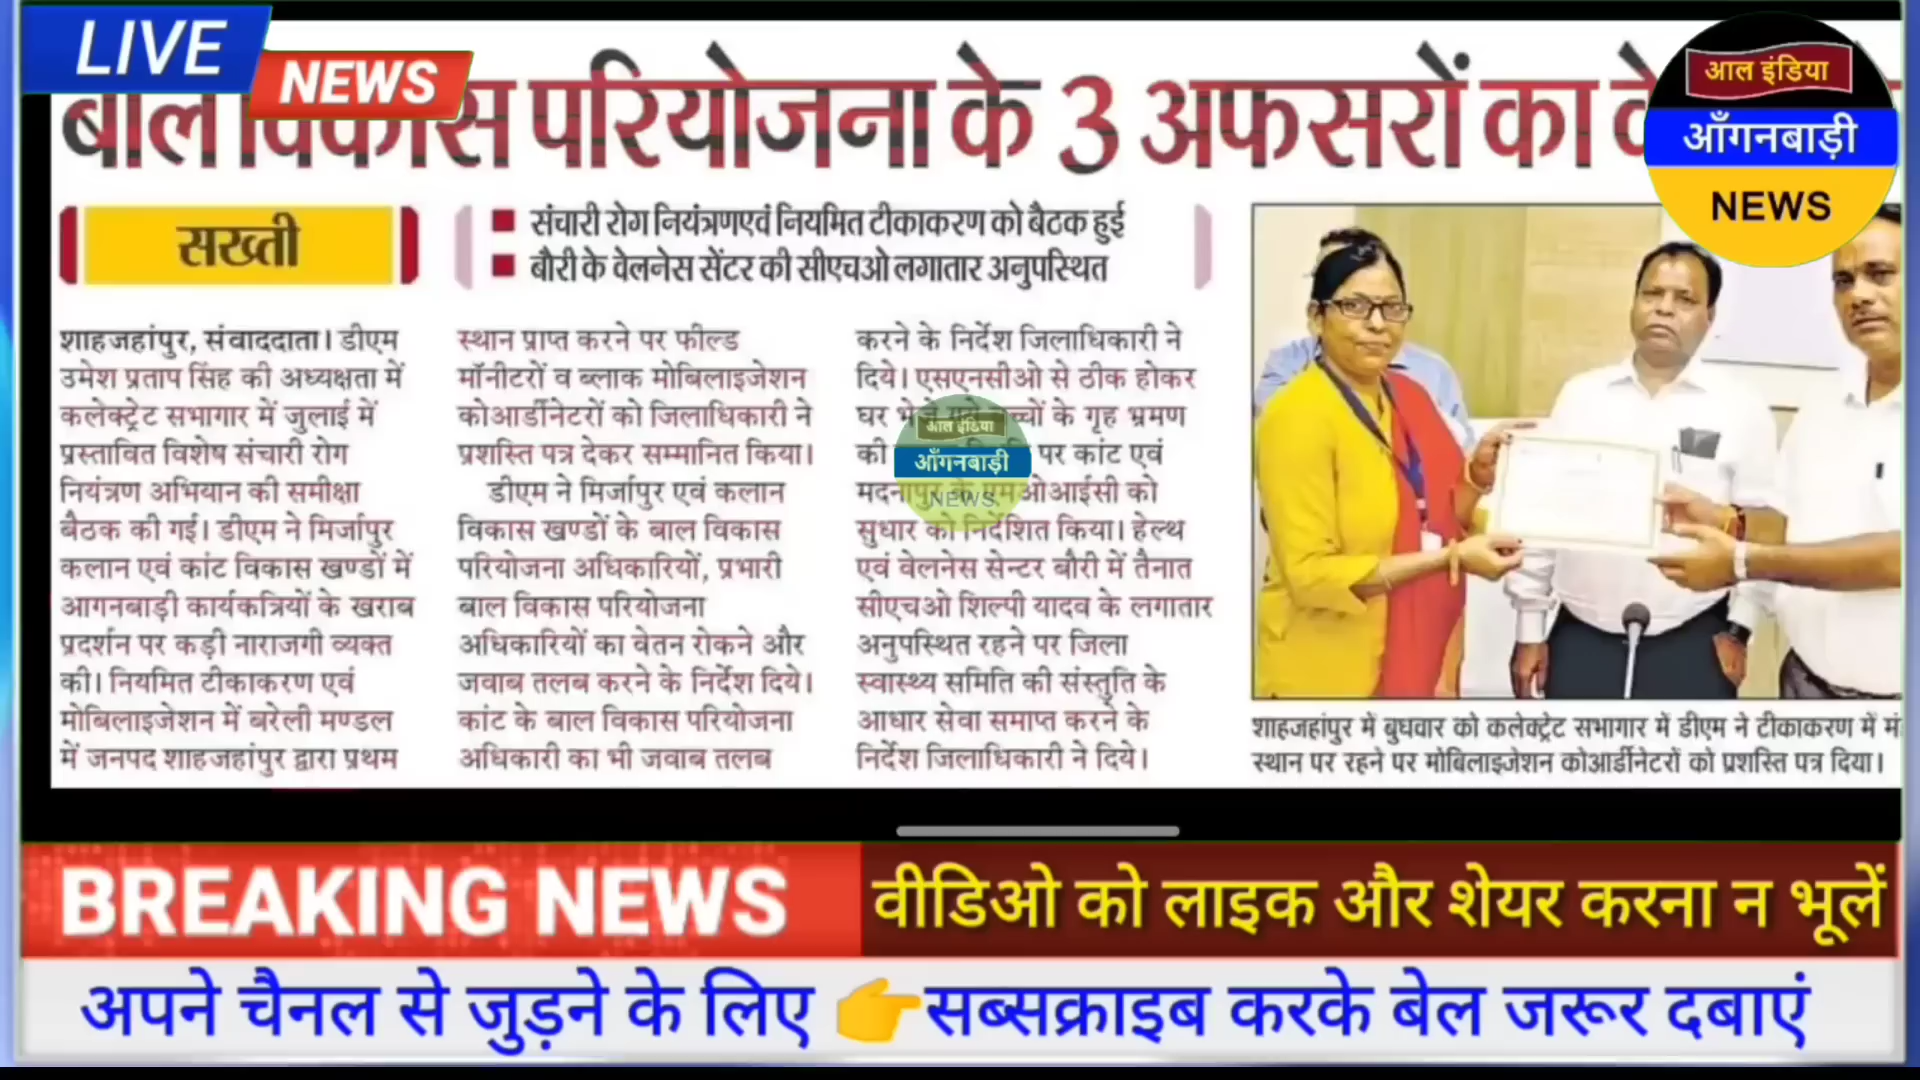 LIVE
NEWS
बाल विकास परियोजना के 3 अफसरों का
आल इंडिया
आँगनबाड़ी
NEWS
सख्ती
संचारी रोग नियंत्रणएवं नियमित टीकाकरण को बैठक हुई
बौरी के वेलनेस सेंटर की सीएचओ लगातार अनुपस्थित
शाहजहांपुर, संवाददाता। डीएम
उमेश प्रताप सिंह की अध्यक्षता में
कलेक्ट्रेट सभागार में जुलाई में
प्रस्तावित विशेष संचारी रोग
नियंत्रण अभियान की समीक्षा
बैठक की गई। डीएम ने मिर्जापुर
कलान एवं कांट विकास खण्डों में
आगनबाड़ी कार्यकत्रियों के खराब
प्रदर्शन पर कड़ी नाराजगी व्यक्त
की। नियमित टीकाकरण एवं
मोबिलाइजेशन में बरेली मण्डल
में जनपद शाहजहांपुर द्वारा प्रथम
स्थान प्राप्त करने पर फील्ड
मॉनीटरों व ब्लाक मोबिलाइजेशन
कोआर्डीनेटरों को जिलाधिकारी ने
प्रशस्ति पत्र देकर सम्मानित किया।
डीएम ने मिर्जापुर एवं कलान
विकास खण्डों के बाल विकास
परियोजना अधिकारियों, प्रभारी
बाल विकास परियोजना
अधिकारियों का वेतन रोकने और
जवाब तलब करने के निर्देश दिये।
कांट के बाल विकास परियोजना
अधिकारी का भी जवाब तलब
करने के निर्देश जिलाधिकारी ने
दिये। एसएनसीओ से ठीक होकर
घर के गृह भ्रमण
की पर कांट एवं
मदनापुर के एमओआईसी को
सुधार को निर्देशित किया। हेल्थ
एवं वेलनेस सेन्टर बौरी में तैनात
सीएचओ शिल्पी यादव के लगातार
अनुपस्थित रहने पर जिला
स्वास्थ्य समिति की संस्तुति के
आधार सेवा समाप्त करने के
निर्देश जिलाधिकारी ने दिये।
आल इंडिया
आँगनबाड़ी
NEWS
शाहजहांपुर में बुधवार को कलेक्ट्रेट सभागार में डीएम ने टीकाकरण में
स्थान पर रहने पर मोबिलाइजेशन कोआर्डीनेटरों को प्रशस्ति पत्र दिया।
BREAKING NEWS
वीडिओ को लाइक और शेयर करना न भूलें
अपने चैनल से जुड़ने के लिए 👉सब्सक्राइब करके बेल जरूर दबाएं